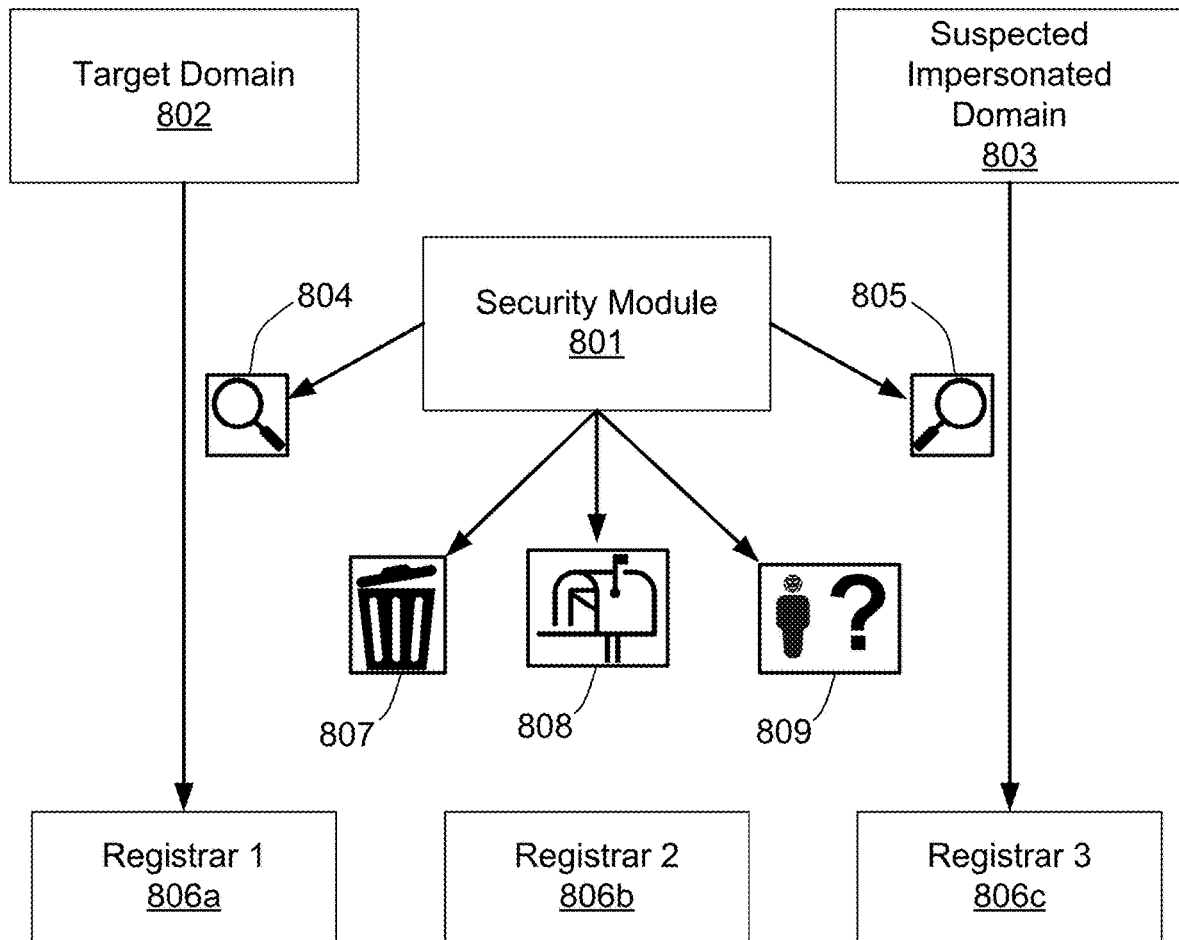 Target Domain
802
Suspected
Impersonated
Domain
803
Security Module
801
804
805
?
807
808
809
Registrar 1
806a
Registrar 2
806b
Registrar 3
806c